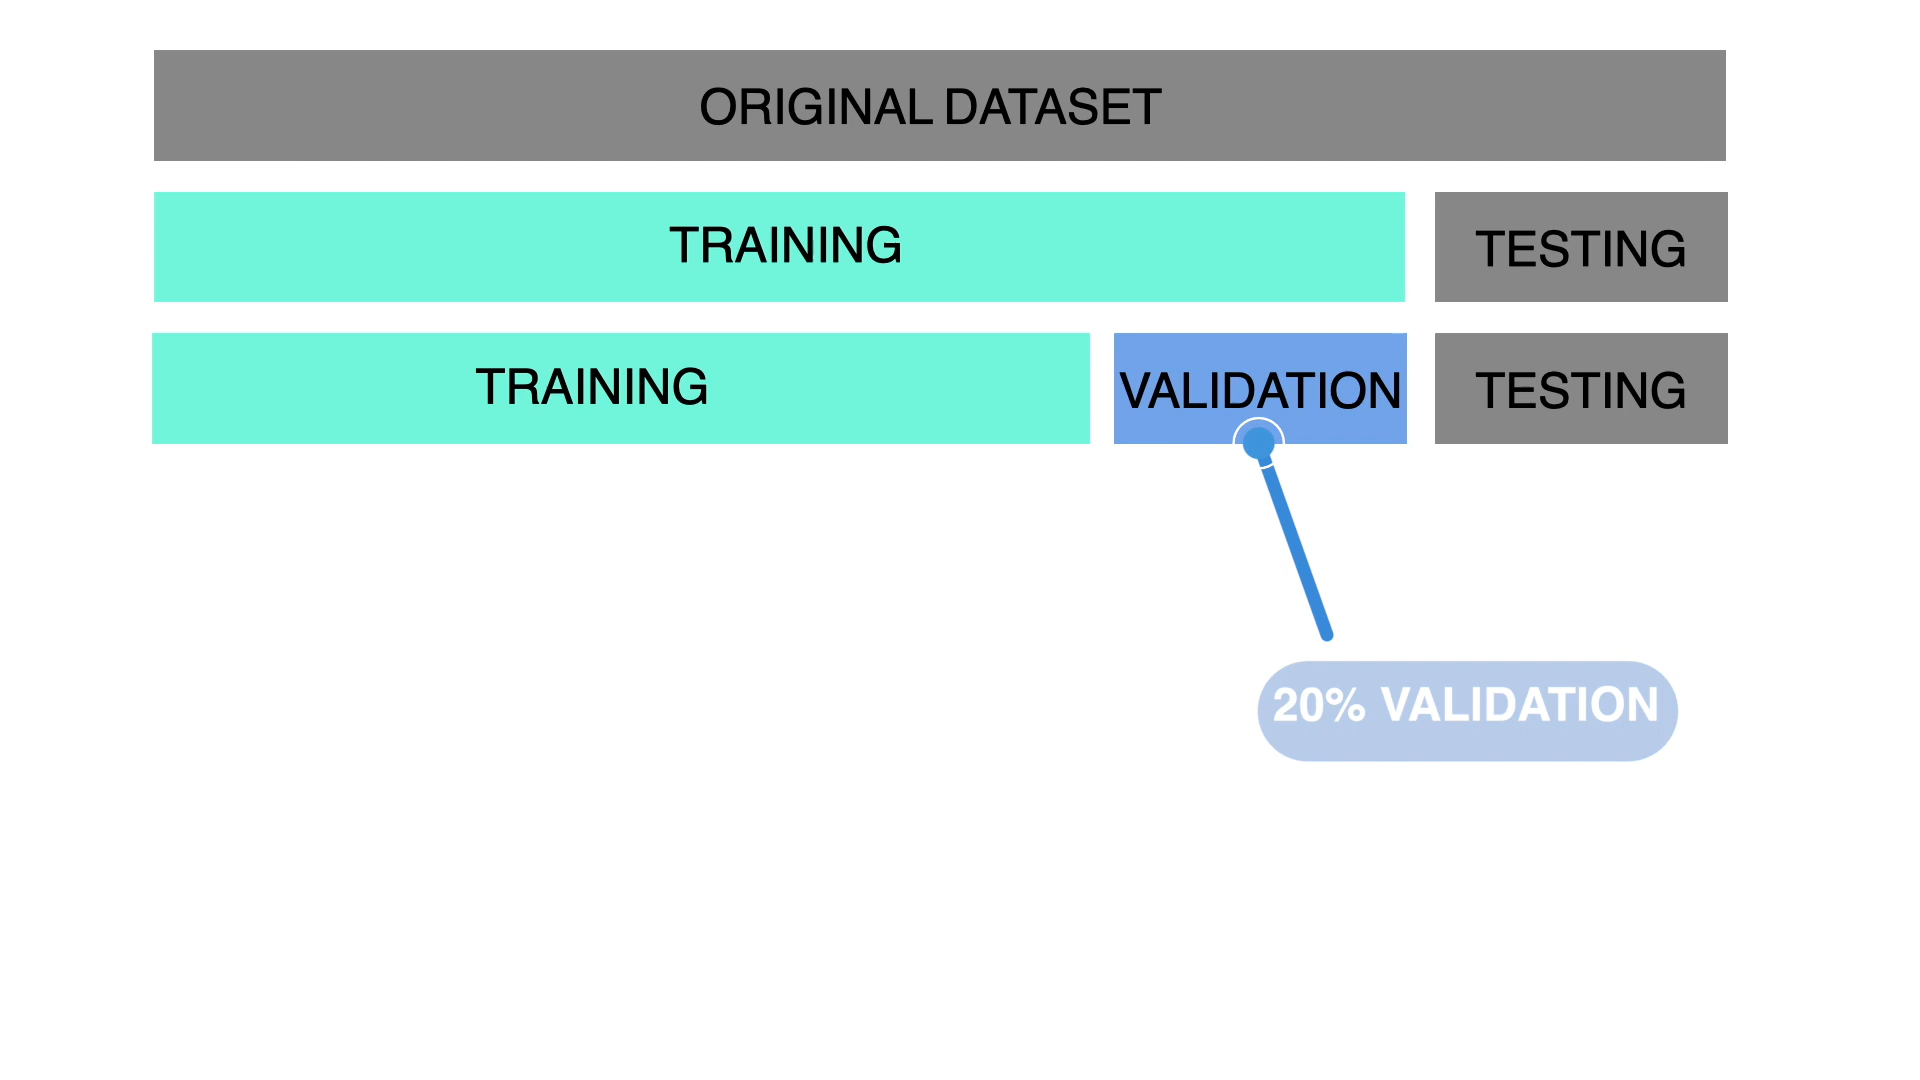 ORIGINAL DATASET
TRAINING
TESTING
TRAINING
VALIDATION
TESTING
20% VALIDATION